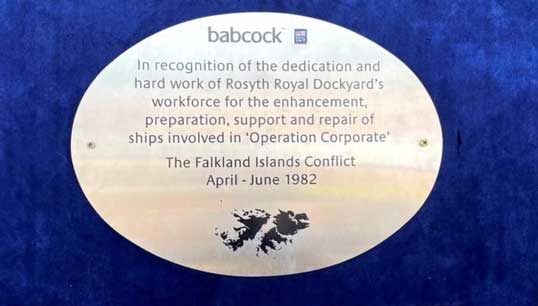 babcock™
In recognition of the dedication and
hard work of Rosyth Royal Dockyard's
workforce for the enhancement,
preparation, support and repair of
ships involved in 'Operation Corporate'
The Falkland Islands Conflict
April - June 1982